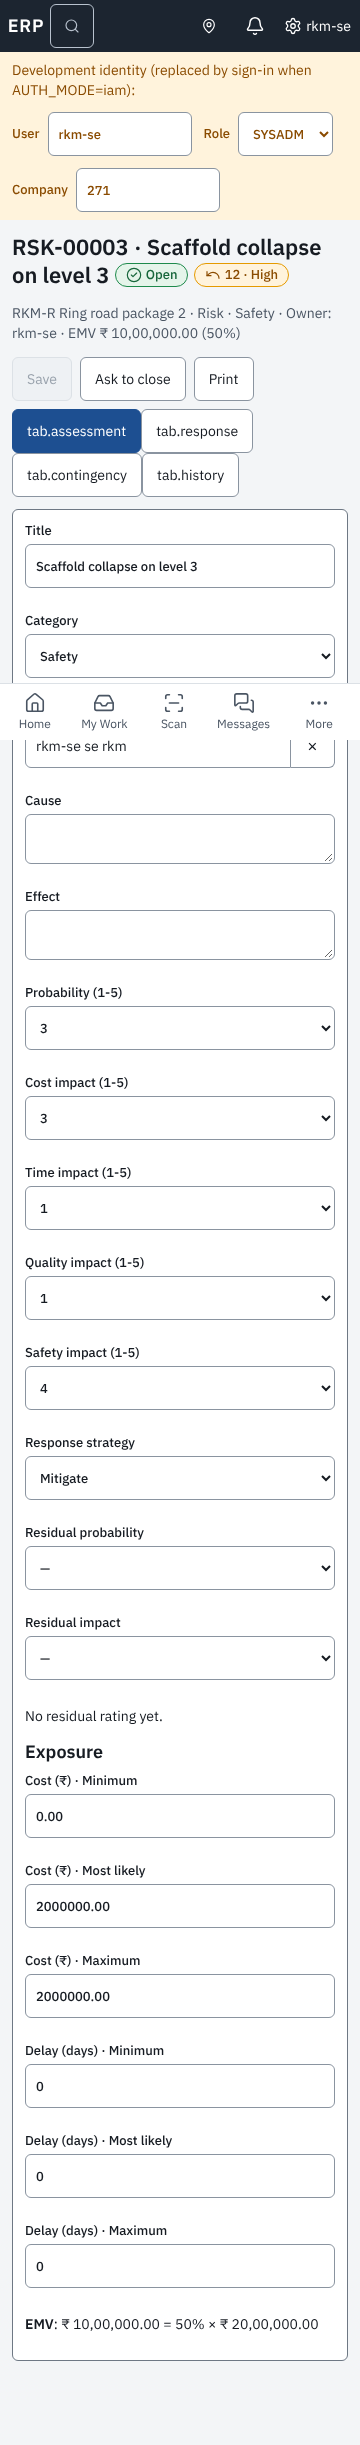 ERP
rkm-se
Development identity (replaced by sign-in when
AUTH_MODE=iam):
User
rkm-se
Role
SYSADM
Company
271
RSK-00003 · Scaffold collapse
on level 3
Open
12 · High
RKM-R Ring road package 2 · Risk · Safety · Owner:
rkm-se · EMV ₹ 10,00,000.00 (50%)
Save
Ask to close
Print
tab.assessment
tab.response
tab.contingency
tab.history
Title
Scaffold collapse on level 3
Category
Safety
Home
My Work
Scan
Messages
More
rkm-se se rkm
×
Cause
Effect
Probability (1-5)
3
Cost impact (1-5)
3
Time impact (1-5)
1
Quality impact (1-5)
1
Safety impact (1-5)
4
Response strategy
Mitigate
Residual probability
—
Residual impact
—
No residual rating yet.
Exposure
Cost (₹) · Minimum
0.00
Cost (₹) · Most likely
2000000.00
Cost (₹) · Maximum
2000000.00
Delay (days) · Minimum
0
Delay (days) · Most likely
0
Delay (days) · Maximum
0
EMV: ₹ 10,00,000.00 = 50% × ₹ 20,00,000.00